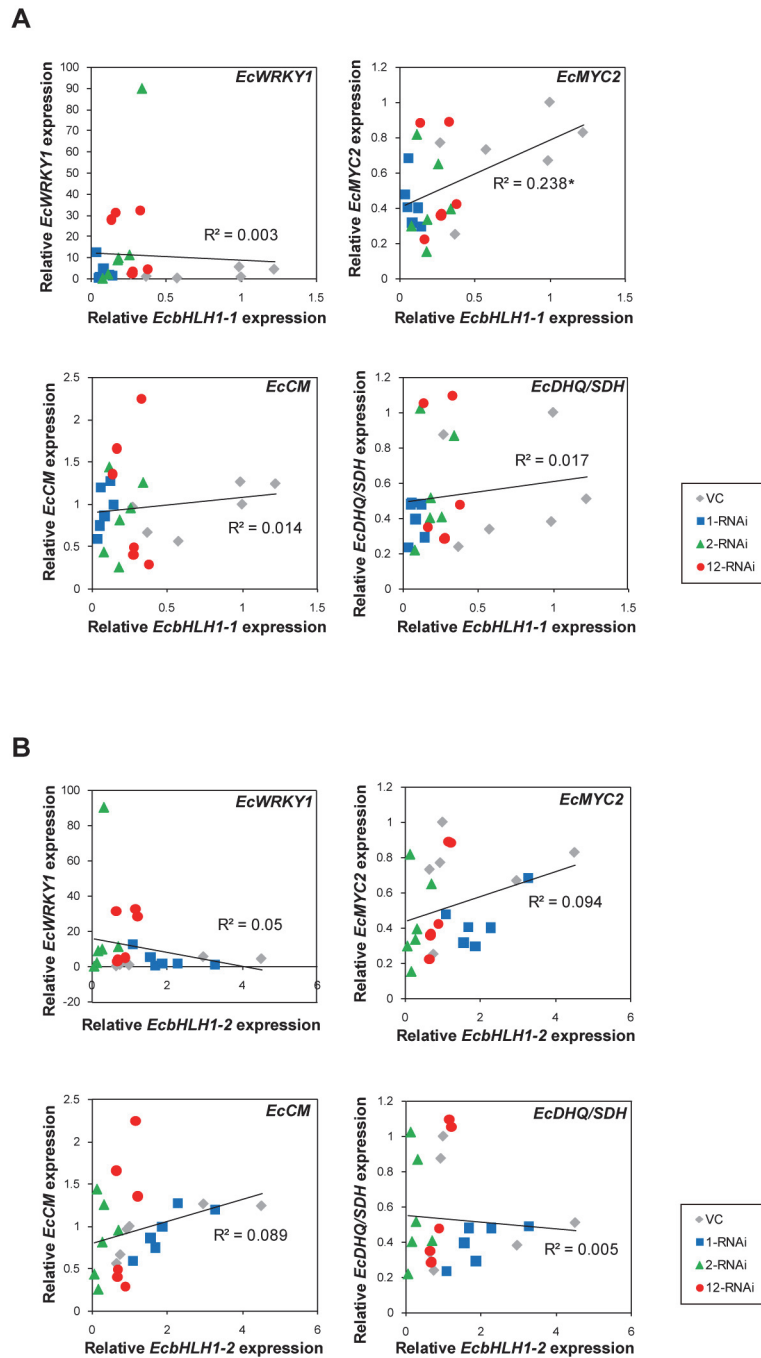 A
EcWRKY1
Relative EcWRKY1 expression
100
90
80
70
60
50
40
30
20
10
0
R² = 0.003
0
0.5
1
1.5
Relative EcbHLH1-1 expression
EcMYC2
Relative EcMYC2 expression
1.2
1
0.8
0.6
0.4
0.2
0
R² = 0.238*
0
0.5
1
1.5
Relative EcbHLH1-1 expression
EcCM
Relative EcCM expression
2.5
2
1.5
1
0.5
0
R² = 0.014
0
0.5
1
1.5
Relative EcbHLH1-1 expression
EcDHQ/SDH
Relative EcDHQ/SDH expression
1.2
1
0.8
0.6
0.4
0.2
0
R² = 0.017
0
0.5
1
1.5
Relative EcbHLH1-1 expression
VC
1-RNAi
2-RNAi
12-RNAi
B
EcWRKY1
Relative EcWRKY1 expression
100
80
60
40
20
0
-20
R² = 0.05
0
2
4
6
Relative EcbHLH1-2 expression
EcMYC2
Relative EcMYC2 expression
1.2
1
0.8
0.6
0.4
0.2
0
R² = 0.094
0
2
4
6
Relative EcbHLH1-2 expression
EcCM
Relative EcCM expression
2.5
2
1.5
1
0.5
0
R² = 0.089
0
2
4
6
Relative EcbHLH1-2 expression
EcDHQ/SDH
Relative EcDHQ/SDH expression
1.2
1
0.8
0.6
0.4
0.2
0
R² = 0.005
0
2
4
6
Relative EcbHLH1-2 expression
VC
1-RNAi
2-RNAi
12-RNAi